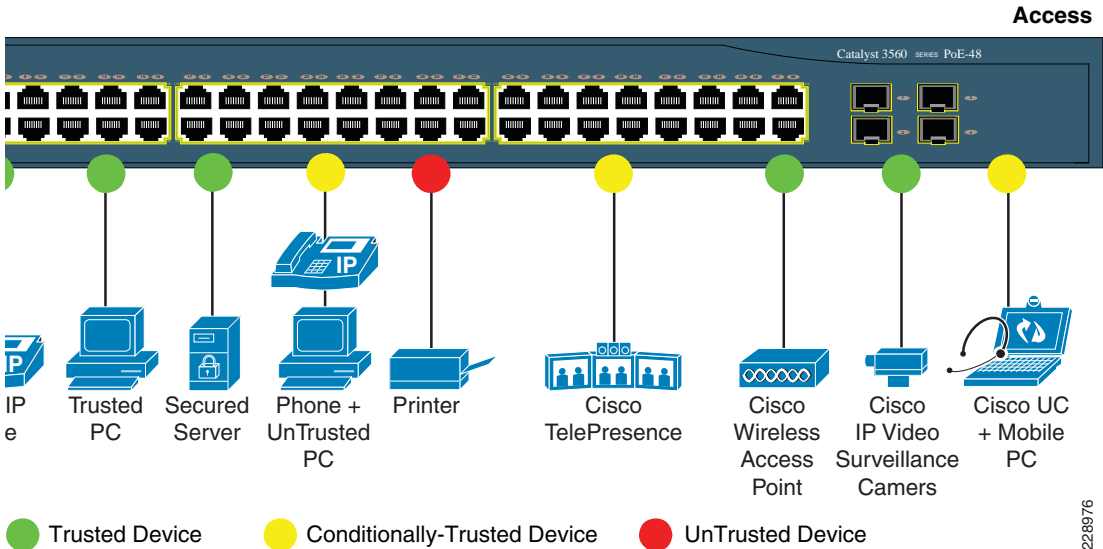 Access
Catalyst 3560 SERIES PoE-48
IP
IP
IP
e
Trusted
PC
Secured
Server
Phone +
UnTrusted
PC
Printer
Cisco
TelePresence
Cisco
Wireless
Access
Point
Cisco
IP Video
Surveillance
Camers
Cisco UC
+ Mobile
PC
Trusted Device
Conditionally-Trusted Device
UnTrusted Device
228976